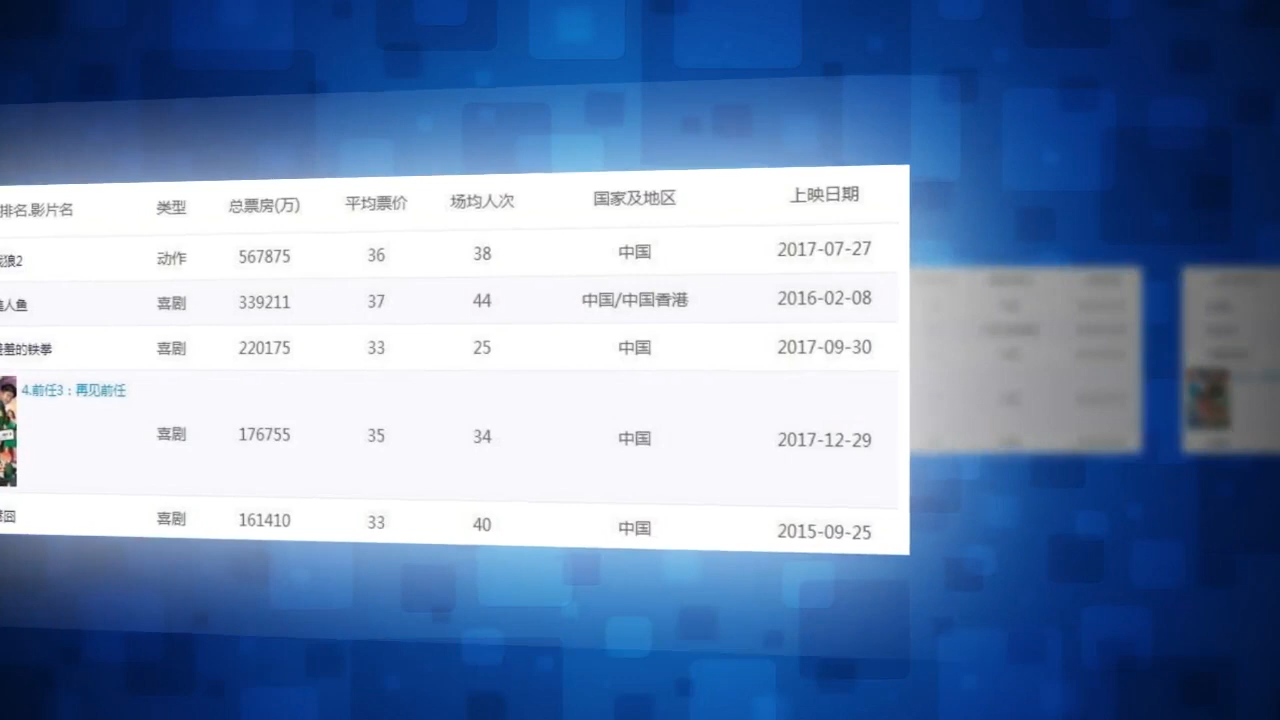 排名.影片名 类型 总票房(万) 平均票价 场均人次 国家及地区 上映日期
狼2 动作 567875 36 38 中国 2017-07-27
人鱼 喜剧 339211 37 44 中国/中国香港 2016-02-08
羞的铁拳 喜剧 220175 33 25 中国 2017-09-30
4.前任3：再见前任
喜剧 176755 35 34 中国 2017-12-29
囧 喜剧 161410 33 40 中国 2015-09-25